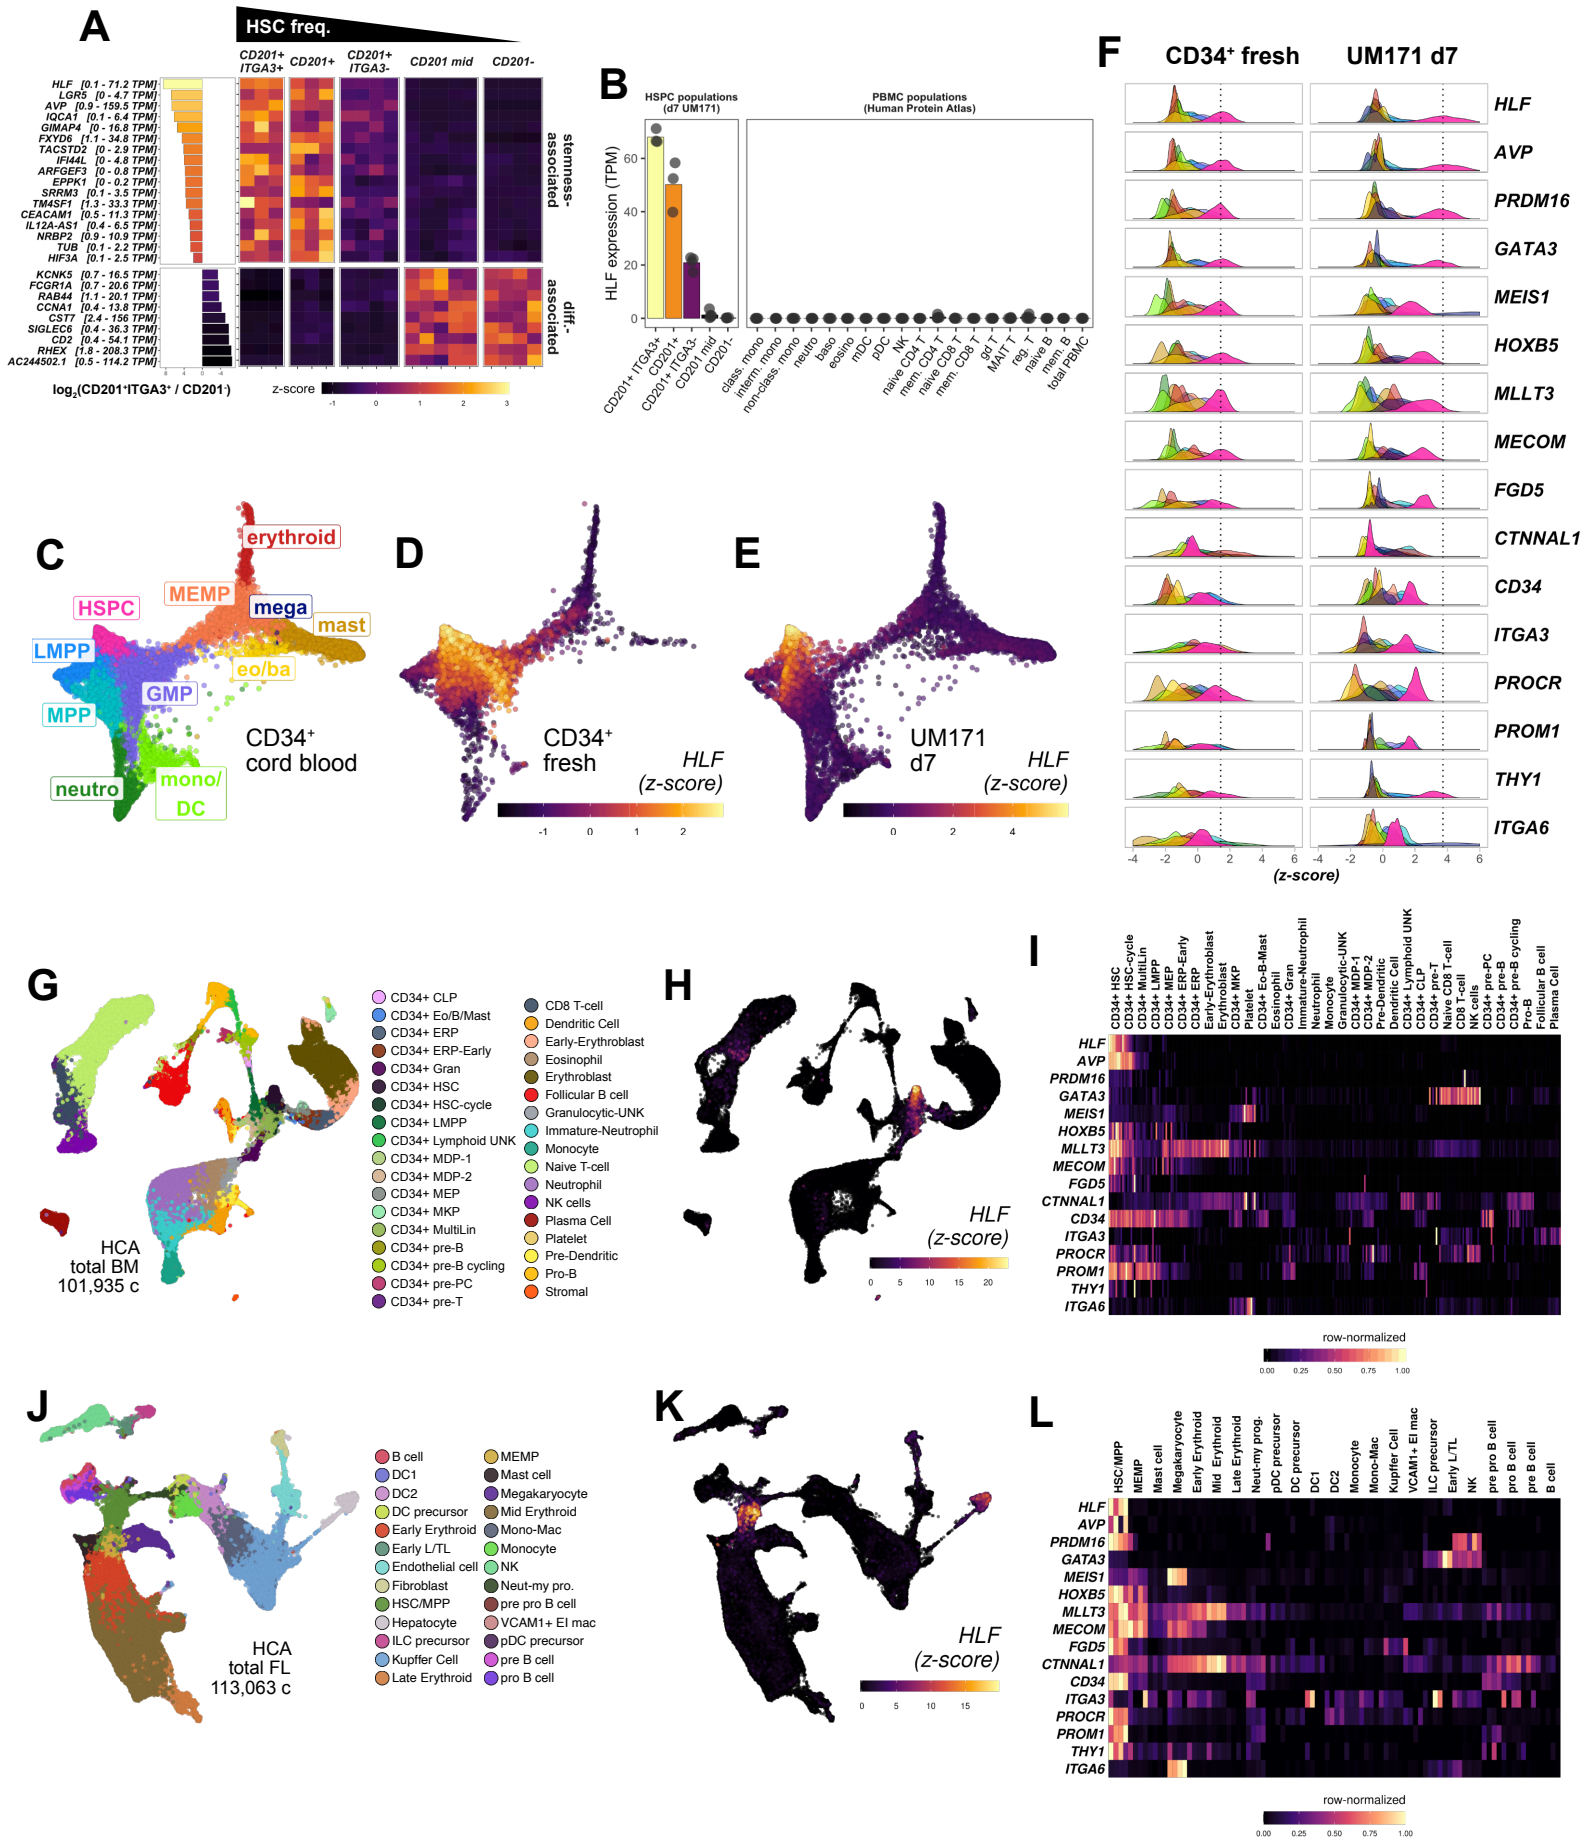 A
HSC freq.
CD201+ ITGA3+
CD201+
CD201+ ITGA3-
CD201 mid
CD201-
HLF [0.1 - 71.2 TPM]
LGR5 [0 - 4.7 TPM]
AVP [0.9 - 159.5 TPM]
IQCA1 [0.1 - 6.4 TPM]
GIMAP4 [0 - 16.8 TPM]
FXYD6 [1.1 - 34.8 TPM]
TACSTD2 [0 - 2.9 TPM]
IFI44L [0 - 4.8 TPM]
ARFGEF3 [0 - 0.8 TPM]
EPPK1 [0 - 0.2 TPM]
SRRM3 [0.1 - 3.5 TPM]
TM4SF1 [1.3 - 33.3 TPM]
CEACAM1 [0.5 - 11.3 TPM]
IL12A-AS1 [0.4 - 6.5 TPM]
NRBP2 [0.9 - 10.9 TPM]
TUB [0.1 - 2.2 TPM]
HIF3A [0.1 - 2.5 TPM]
stemness-associated
KCNK5 [0.7 - 16.5 TPM]
FCGR1A [0.7 - 20.6 TPM]
RAB44 [1.1 - 20.1 TPM]
CCNA1 [0.4 - 13.8 TPM]
CST7 [2.4 - 156 TPM]
SIGLEC6 [0.4 - 36.3 TPM]
CD2 [0.4 - 54.1 TPM]
RHEX [1.8 - 208.3 TPM]
AC244502.1 [0.5 - 114.2 TPM]
diff.-associated
8 4 0 -4
log2(CD201+ITGA3+ / CD201-)
z-score
-1 0 1 2 3
B
HSPC populations
(d7 UM171)
PBMC populations
(Human Protein Atlas)
HLF expression (TPM)
60
40
20
0
CD201+ ITGA3+
CD201+
CD201+ ITGA3-
CD201 mid
CD201-
class. mono
interm. mono
non-class. mono
neutro
baso
eosino
mDC
pDC
NK
naive CD4 T
mem. CD4 T
naive CD8 T
mem. CD8 T
gd T
MAIT T
reg. T
naive B
mem. B
total PBMC
F
CD34+ fresh
UM171 d7
HLF
AVP
PRDM16
GATA3
MEIS1
HOXB5
MLLT3
MECOM
FGD5
CTNNAL1
CD34
ITGA3
PROCR
PROM1
THY1
ITGA6
-4 -2 0 2 4 6
-4 -2 0 2 4 6
(z-score)
C
erythroid
MEMP
mega
HSPC
mast
LMPP
eo/ba
GMP
MPP
neutro
mono/
DC
CD34+
cord blood
D
CD34+
fresh
HLF
(z-score)
-1 0 1 2
E
UM171
d7
HLF
(z-score)
0 2 4
G
HCA
total BM
101,935 c
CD34+ CLP
CD34+ Eo/B/Mast
CD34+ ERP
CD34+ ERP-Early
CD34+ Gran
CD34+ HSC
CD34+ HSC-cycle
CD34+ LMPP
CD34+ Lymphoid UNK
CD34+ MDP-1
CD34+ MDP-2
CD34+ MEP
CD34+ MKP
CD34+ MultiLin
CD34+ pre-B
CD34+ pre-B cycling
CD34+ pre-PC
CD34+ pre-T
CD8 T-cell
Dendritic Cell
Early-Erythroblast
Eosinophil
Erythroblast
Follicular B cell
Granulocytic-UNK
Immature-Neutrophil
Monocyte
Naive T-cell
Neutrophil
NK cells
Plasma Cell
Platelet
Pre-Dendritic
Pro-B
Stromal
H
HLF
(z-score)
0 5 10 15 20
I
CD34+ HSC
CD34+ HSC-cycle
CD34+ MultiLin
CD34+ LMPP
CD34+ MEP
CD34+ ERP-Early
CD34+ ERP
Early-Erythroblast
Erythroblast
CD34+ MKP
Platelet
CD34+ Eo-B-Mast
Eosinophil
CD34+ Gran
Immature-Neutrophil
Neutrophil
Monocyte
Granulocytic-UNK
CD34+ MDP-1
CD34+ MDP-2
Pre-Dendritic
Dendritic Cell
CD34+ Lymphoid UNK
CD34+ CLP
CD34+ pre-T
Naive CD8 T-cell
CD8 T-cell
NK cells
CD34+ pre-PC
CD34+ pre-B
CD34+ pre-B cycling
Pro-B
Follicular B cell
Plasma Cell
HLF
AVP
PRDM16
GATA3
MEIS1
HOXB5
MLLT3
MECOM
FGD5
CTNNAL1
CD34
ITGA3
PROCR
PROM1
THY1
ITGA6
row-normalized
0.00 0.25 0.50 0.75 1.00
J
HCA
total FL
113,063 c
B cell
DC1
DC2
DC precursor
Early Erythroid
Early L/TL
Endothelial cell
Fibroblast
HSC/MPP
Hepatocyte
ILC precursor
Kupffer Cell
Late Erythroid
MEMP
Mast cell
Megakaryocyte
Mid Erythroid
Mono-Mac
Monocyte
NK
Neut-my pro.
pre pro B cell
VCAM1+ EI mac
pDC precursor
pre B cell
pro B cell
K
HLF
(z-score)
0 5 10 15
L
HSC/MPP
MEMP
Mast cell
Megakaryocyte
Early Erythroid
Mid Erythroid
Late Erythroid
Neut-my prog.
pDC precursor
DC precursor
DC1
DC2
Monocyte
Mono-Mac
Kupffer Cell
VCAM1+ EI mac
ILC precursor
Early L/TL
NK
pre pro B cell
pro B cell
pre B cell
B cell
HLF
AVP
PRDM16
GATA3
MEIS1
HOXB5
MLLT3
MECOM
FGD5
CTNNAL1
CD34
ITGA3
PROCR
PROM1
THY1
ITGA6
row-normalized
0.00 0.25 0.50 0.75 1.00